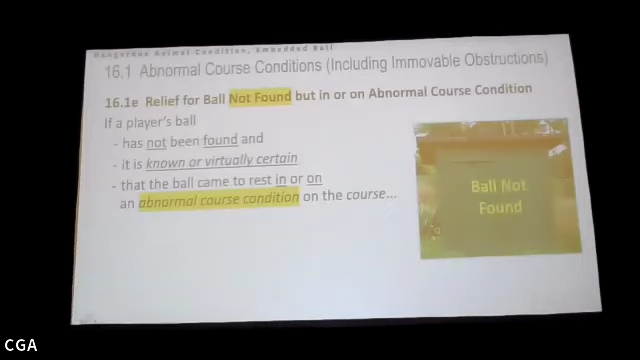 Dangerous Animal Condition, Embedded Ball
16.1 Abnormal Course Conditions (Including Immovable Obstructions)
16.1e Relief for Ball Not Found but in or on Abnormal Course Condition
If a player's ball
- has not been found and
- it is known or virtually certain
- that the ball came to rest in or on
an abnormal course condition on the course...
Ball Not
Found
CGA